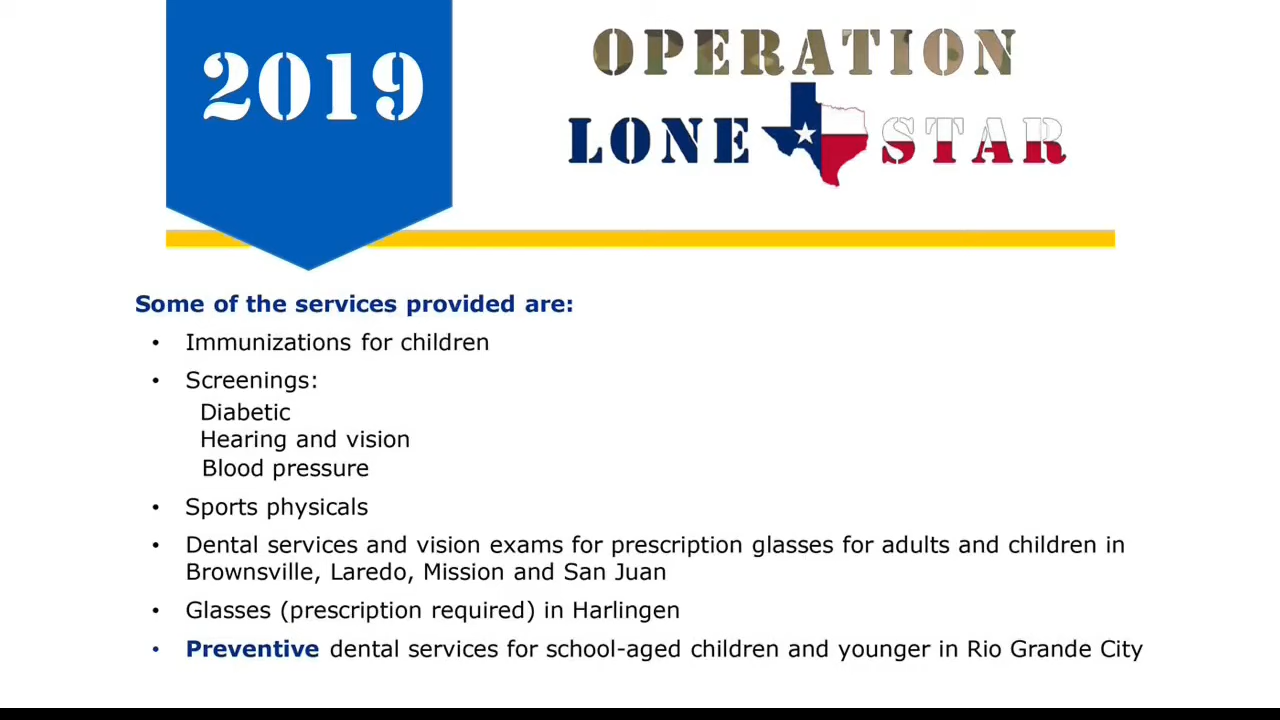 2019
OPERATION
LONE STAR
Some of the services provided are:
• Immunizations for children
• Screenings:
Diabetic
Hearing and vision
Blood pressure
• Sports physicals
• Dental services and vision exams for prescription glasses for adults and children in
Brownsville, Laredo, Mission and San Juan
• Glasses (prescription required) in Harlingen
• Preventive dental services for school-aged children and younger in Rio Grande City